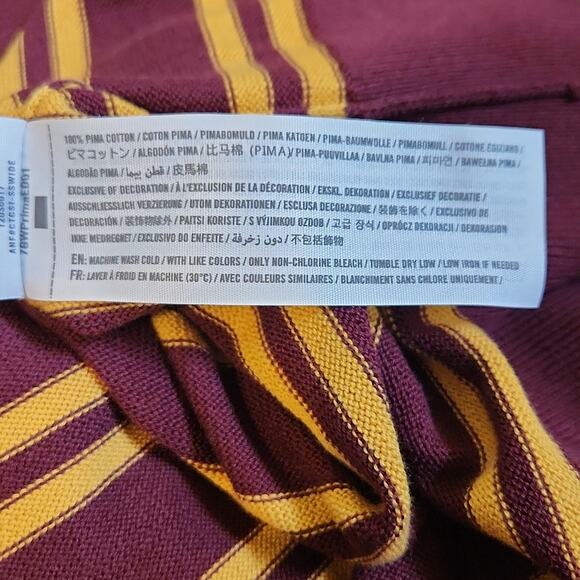 100% PIMA COTTON / COTON PIMA / PIMABOMULD / PIMA KATOEN / PIMA-BAUMWOLLE / PIMABOMULL / COTONE EGIZIANO /
ピマコットン / ALGODÓN PIMA / 比马棉 (PIMA)/ PIMA-PUUVILLAA / BAVLNA PIMA / 피마면 / BAWEŁNA PIMA /
ALGODÃO PIMA / قطن بيما / 皮馬棉
EXCLUSIVE OF DECORATION / À L'EXCLUSION DE LA DÉCORATION / EKSKL. DEKORATION / EXCLUSIEF DECORATIE /
AUSSCHLIESSLICH VERZIERUNG / UTOM DEKORATIONEN / ESCLUSA DECORAZIONE / 装飾を除く / EXCLUSIVO DE
DECORACIÓN / 装饰物除外 / PAITSI KORISTE / S VÝJIMKOU OZDOB / 고급 장식 / OPRÓCZ DEKORACJI / DEKORASJON
IKKE MEDREGNET / EXCLUSIVO DO ENFEITE / دون زخرفة / 不包括飾物
EN: MACHINE WASH COLD / WITH LIKE COLORS / ONLY NON-CHLORINE BLEACH / TUMBLE DRY LOW / LOW IRON IF NEEDED
FR: LAVER À FROID EN MACHINE (30°C) / AVEC COULEURS SIMILAIRES / BLANCHIMENT SANS CHLORE UNIQUEMENT /
78WPrimaE001